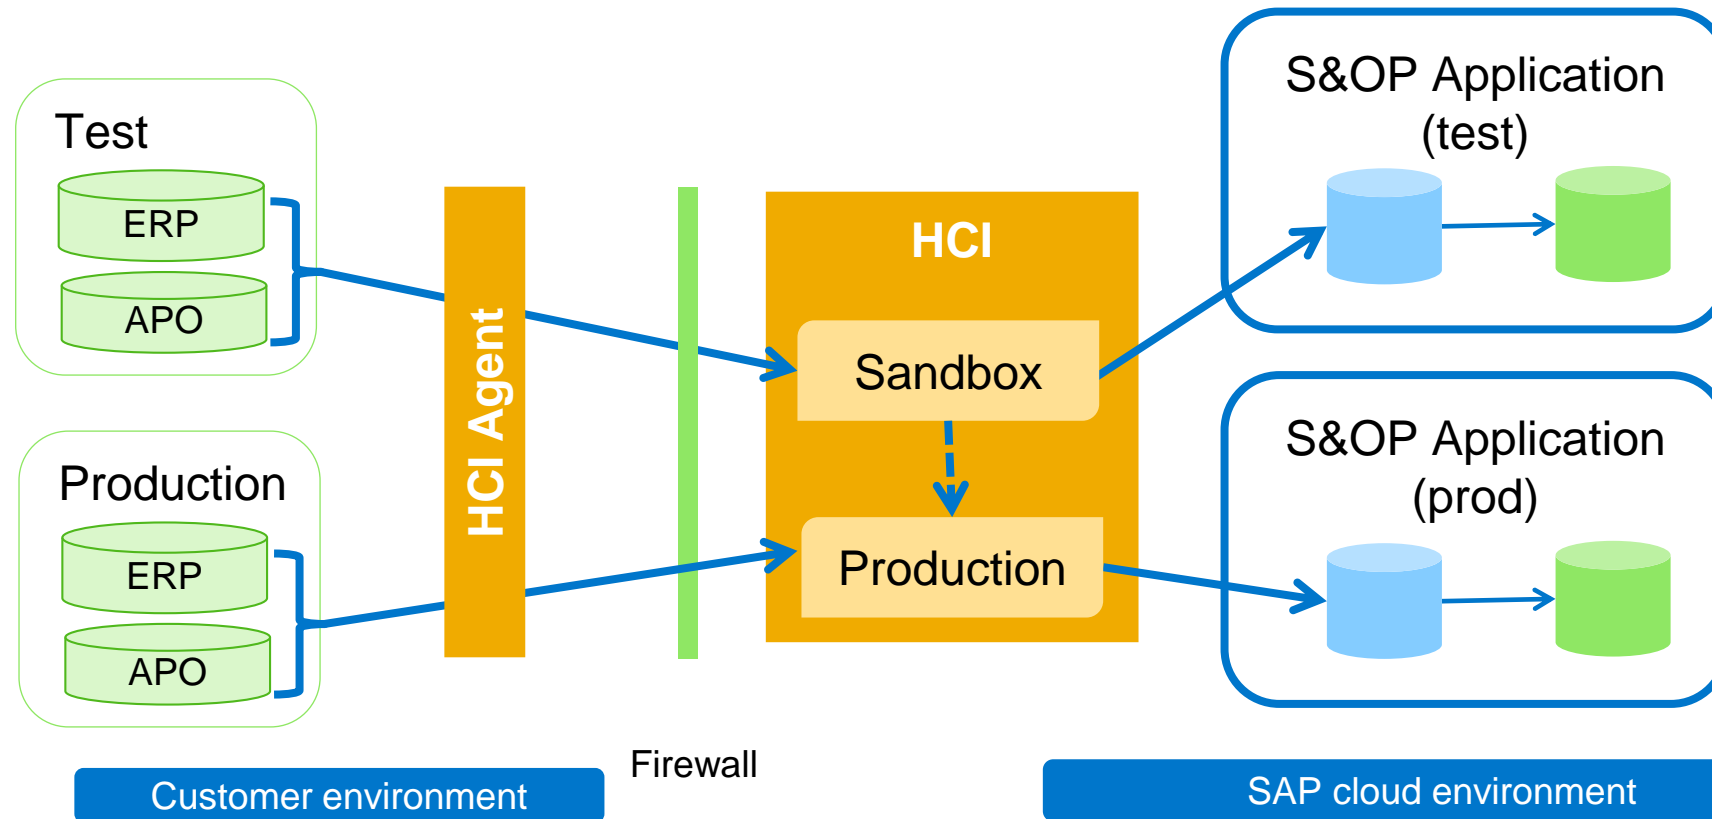 Test
ERP
APO
Production
ERP
APO
HCI Agent
HCI
Sandbox
Production
S&OP Application
(test)
S&OP Application
(prod)
Firewall
Customer environment
SAP cloud environment